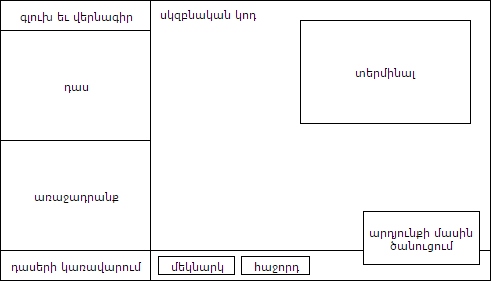 գլուխ եւ վերնագիր
սկզբնական կոդ
տերմինալ
դաս
առաջադրանք
արդյունքի մասին
ծանուցում
դասերի կառավարում
մեկնարկ
հաջորդ